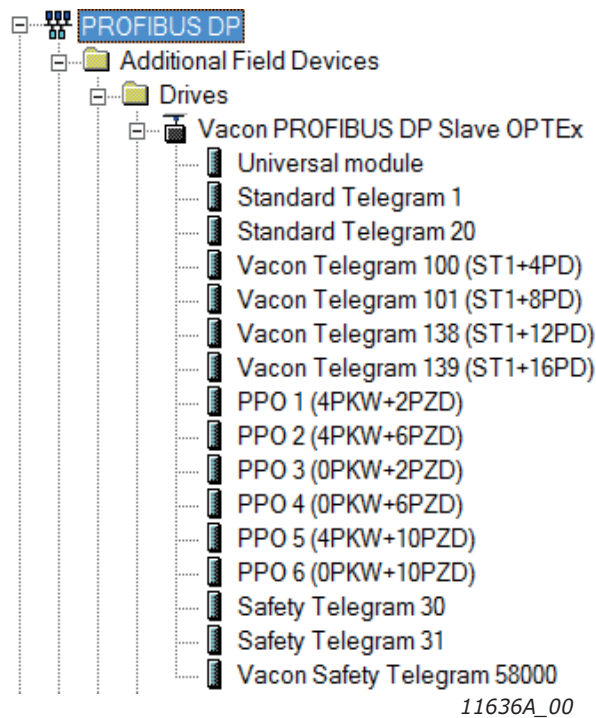 PROFIBUS DP
Additional Field Devices
Drives
Vacon PROFIBUS DP Slave OPTEx
Universal module
Standard Telegram 1
Standard Telegram 20
Vacon Telegram 100 (ST1+4PD)
Vacon Telegram 101 (ST1+8PD)
Vacon Telegram 138 (ST1+12PD)
Vacon Telegram 139 (ST1+16PD)
PPO 1 (4PKW+2PZD)
PPO 2 (4PKW+6PZD)
PPO 3 (0PKW+2PZD)
PPO 4 (0PKW+6PZD)
PPO 5 (4PKW+10PZD)
PPO 6 (0PKW+10PZD)
Safety Telegram 30
Safety Telegram 31
Vacon Safety Telegram 58000
11636A_00